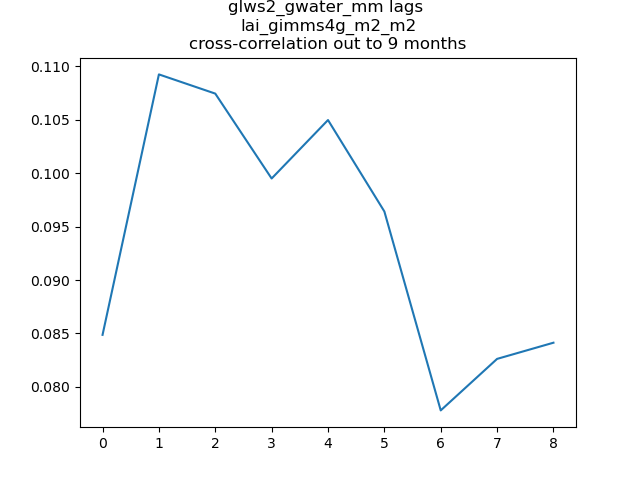 glws2_gwater_mm lags
lai_gimms4g_m2_m2
cross-correlation out to 9 months
0.110
0.105
0.100
0.095
0.090
0.085
0.080
0 1 2 3 4 5 6 7 8